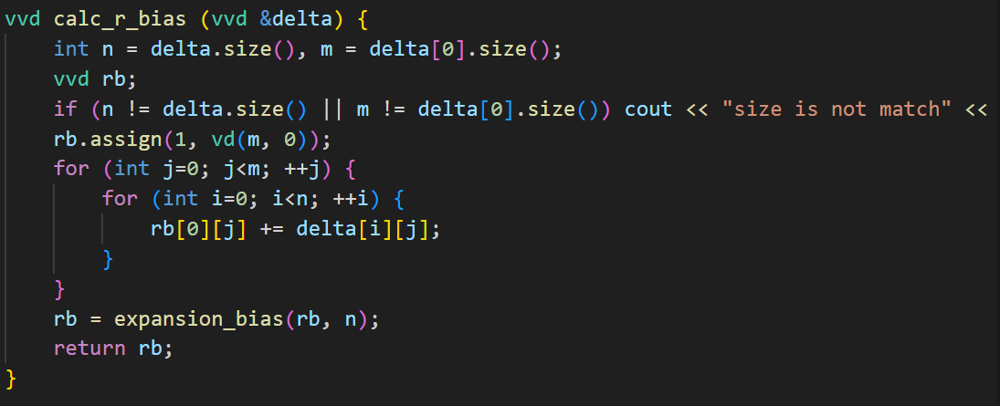 vvd calc_r_bias (vvd &delta) {
    int n = delta.size(), m = delta[0].size();
    vvd rb;
    if (n != delta.size() || m != delta[0].size()) cout << "size is not match" <<
    rb.assign(1, vd(m, 0));
    for (int j=0; j<m; ++j) {
        for (int i=0; i<n; ++i) {
            rb[0][j] += delta[i][j];
        }
    }
    rb = expansion_bias(rb, n);
    return rb;
}